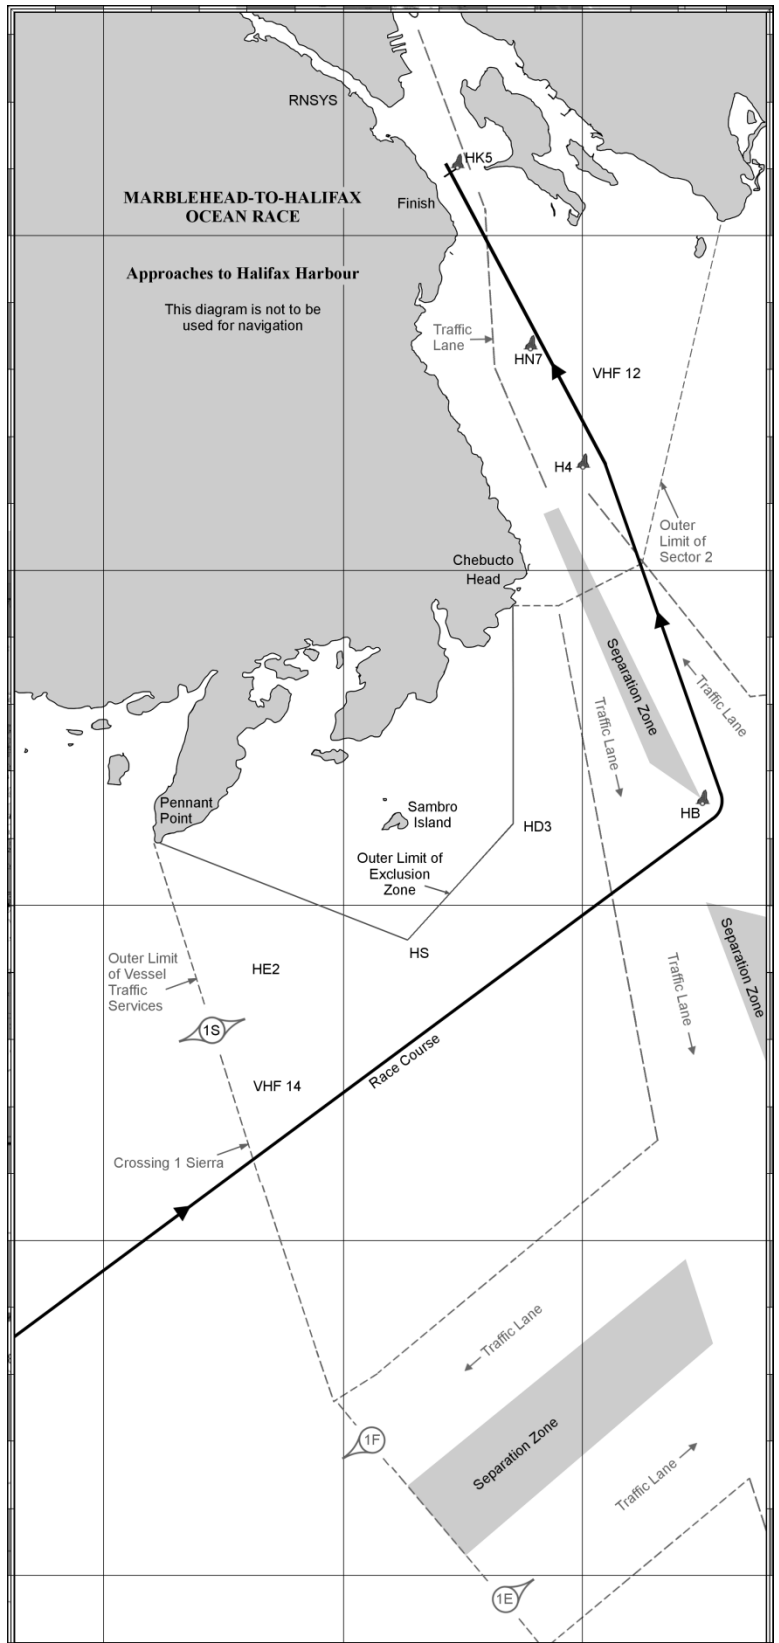 RNSYS
HK5
MARBLEHEAD-TO-HALIFAX
OCEAN RACE
Finish
Approaches to Halifax Harbour
This diagram is not to be
used for navigation
Traffic
Lane
HN7
VHF 12
H4
Outer
Limit of
Sector 2
Chebucto
Head
Separation Zone
Traffic Lane
Traffic Lane
Pennant
Point
Sambro
Island
HB
HD3
Outer Limit of
Exclusion
Zone
Separation Zone
HS
Outer Limit
of Vessel
Traffic
Services
HE2
Traffic Lane
1S
Race Course
VHF 14
Crossing 1 Sierra
Traffic Lane
1F
Separation Zone
Traffic Lane
1E